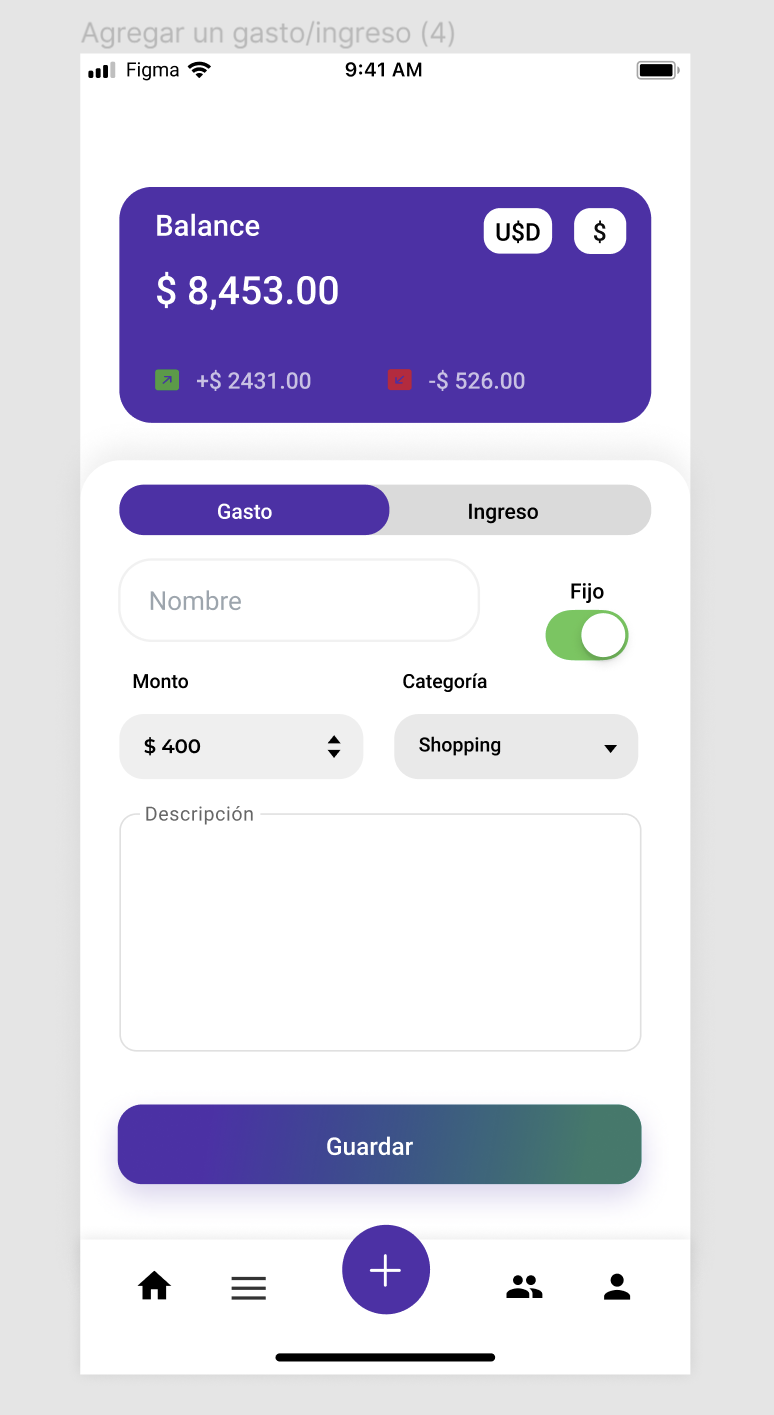 Agregar un gasto/ingreso (4)
Figma 9:41 AM
Balance U$D $
$ 8,453.00
+$ 2431.00 -$ 526.00
Gasto Ingreso
Nombre Fijo
Monto Categoría
$ 400 Shopping
Descripción
Guardar